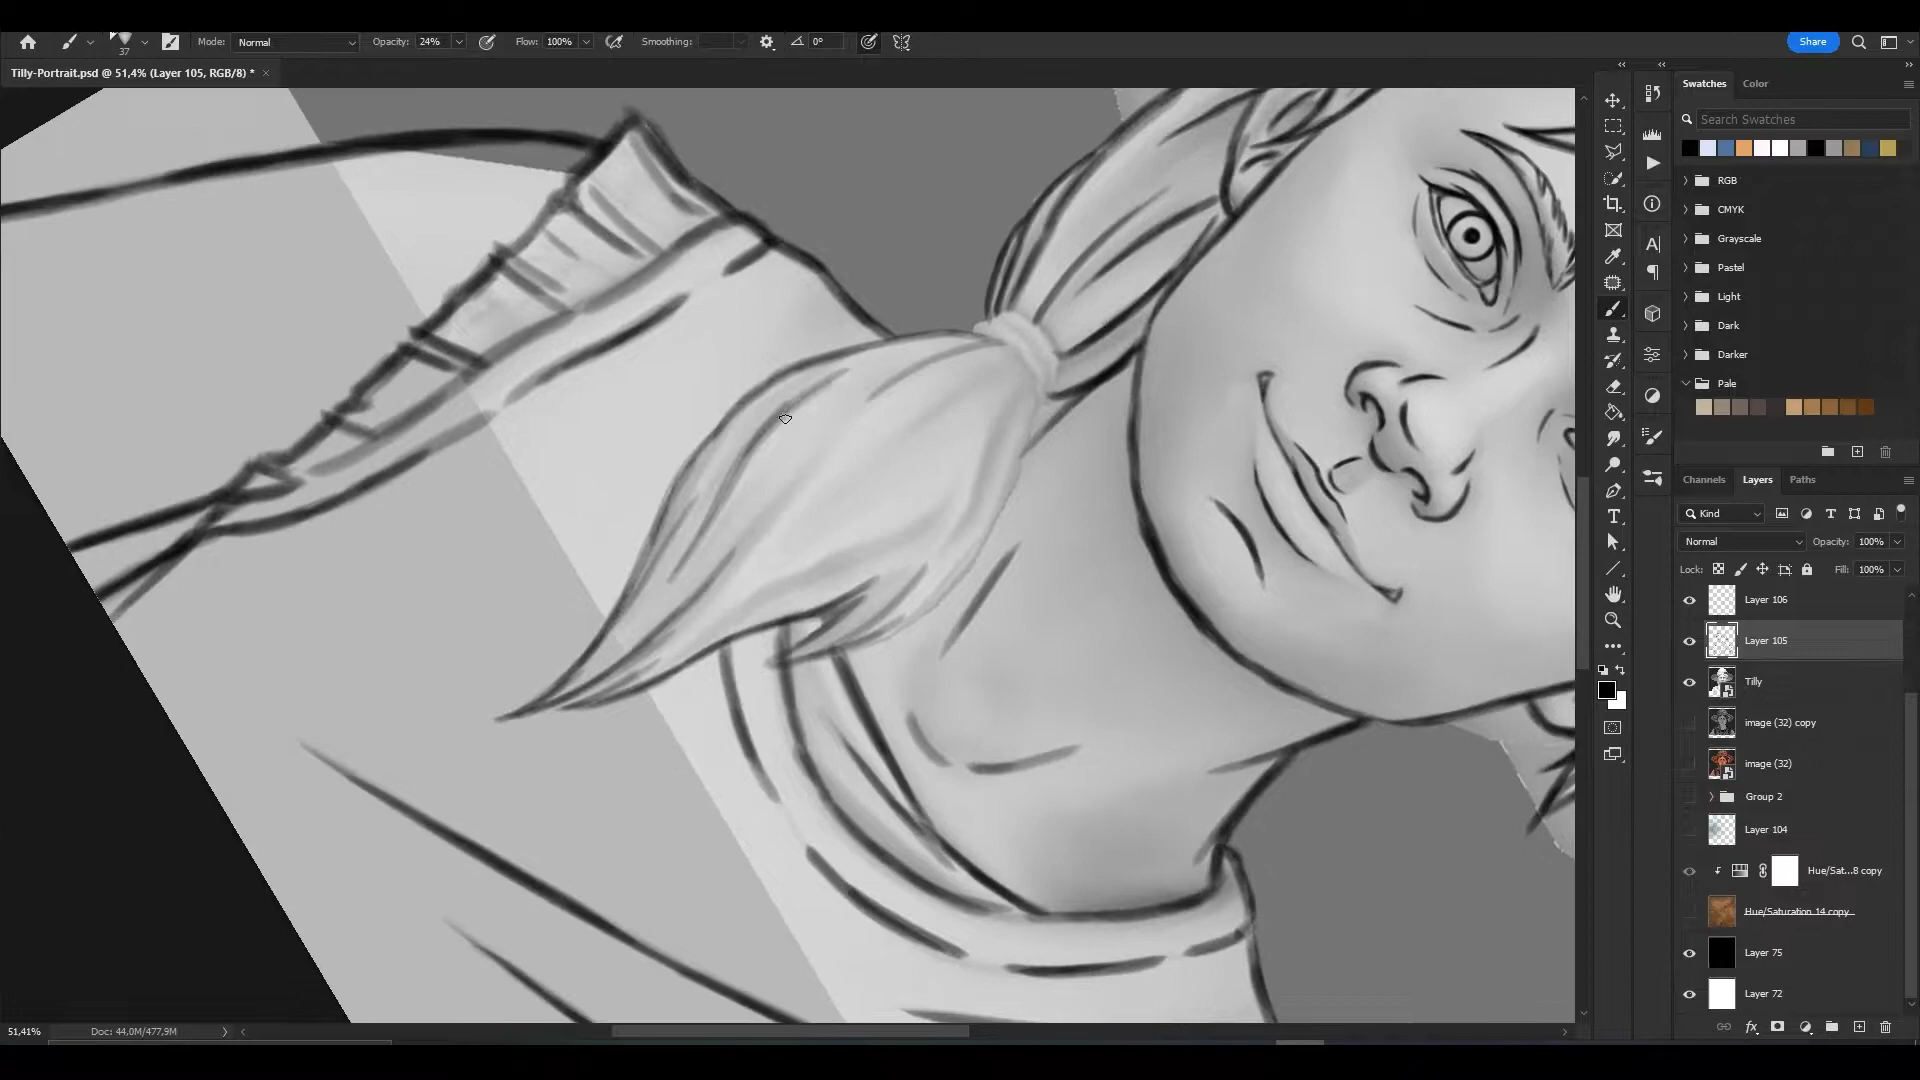 37
Mode:
Normal
Opacity:
24%
Flow:
100%
Smoothing:
0°
Share
Tilly-Portrait.psd @ 51,4% (Layer 105, RGB/8) *
Swatches
Color
Search Swatches
RGB
CMYK
Grayscale
Pastel
Light
Dark
Darker
Pale
Channels
Layers
Paths
Kind
Normal
Opacity:
100%
Lock:
Fill:
100%
Layer 106
Layer 105
Tilly
image (32) copy
image (32)
Group 2
Layer 104
Hue/Sat...8 copy
Hue/Saturation 14 copy
Layer 75
Layer 72
51,41%
Doc: 44,0M/477,9M